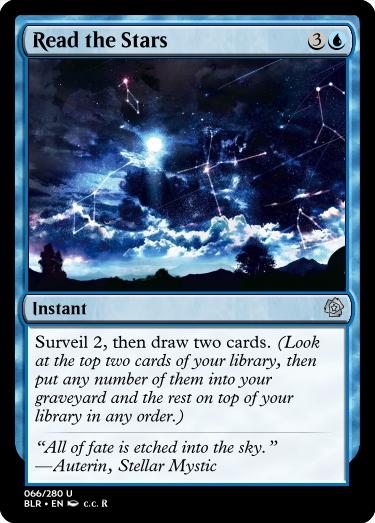 Read the Stars 3
Instant
Surveil 2, then draw two cards. (Look
at the top two cards of your library, then
put any number of them into your
graveyard and the rest on top of your
library in any order.)
“All of fate is etched into the sky.”
—Auterin, Stellar Mystic
066/280 U
BLR • EN c.c. R